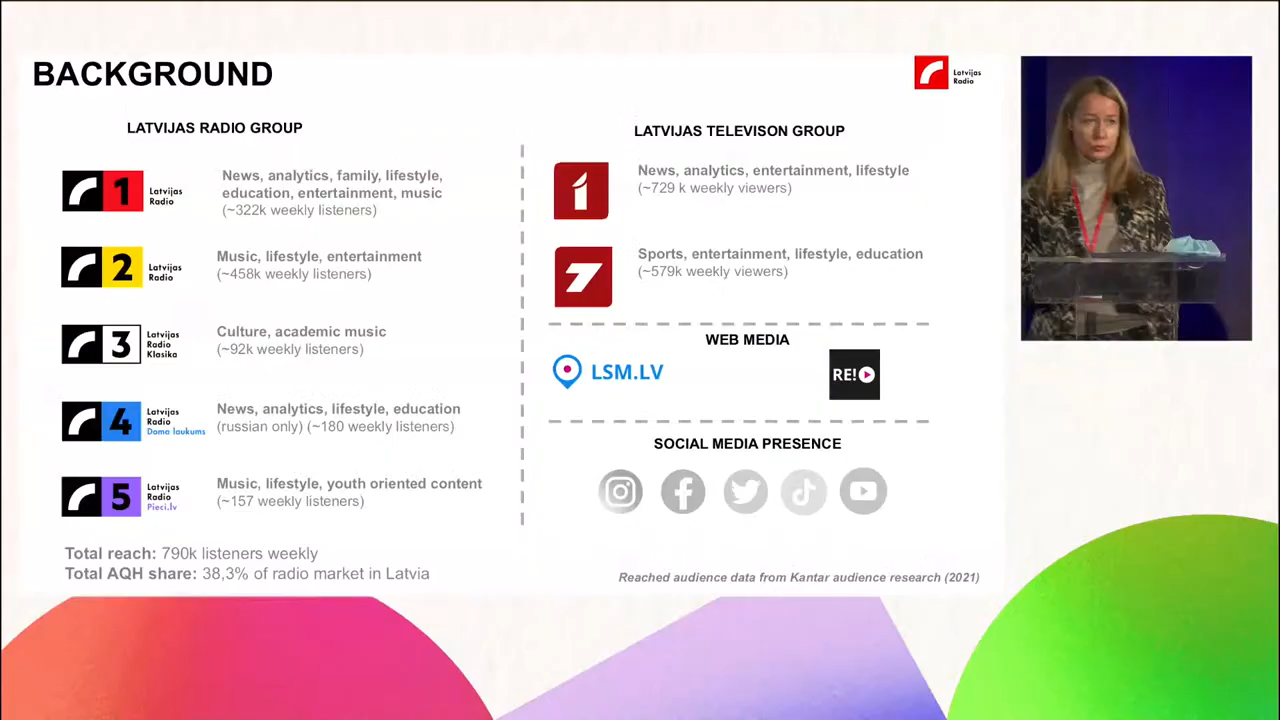 BACKGROUND
Latvijas
Radio
LATVIJAS RADIO GROUP
1
Latvijas
Radio
News, analytics, family, lifestyle,
education, entertainment, music
(~322k weekly listeners)
2
Latvijas
Radio
Music, lifestyle, entertainment
(~458k weekly listeners)
3
Latvijas
Radio
Klasika
Culture, academic music
(~92k weekly listeners)
4
Latvijas
Radio
Doma laukums
News, analytics, lifestyle, education
(russian only) (~180 weekly listeners)
5
Latvijas
Radio
Pieci.lv
Music, lifestyle, youth oriented content
(~157 weekly listeners)
Total reach: 790k listeners weekly
Total AQH share: 38,3% of radio market in Latvia
LATVIJAS TELEVISON GROUP
1
News, analytics, entertainment, lifestyle
(~729 k weekly viewers)
7
Sports, entertainment, lifestyle, education
(~579k weekly viewers)
WEB MEDIA
LSM.LV
RE!
SOCIAL MEDIA PRESENCE
Reached audience data from Kantar audience research (2021)